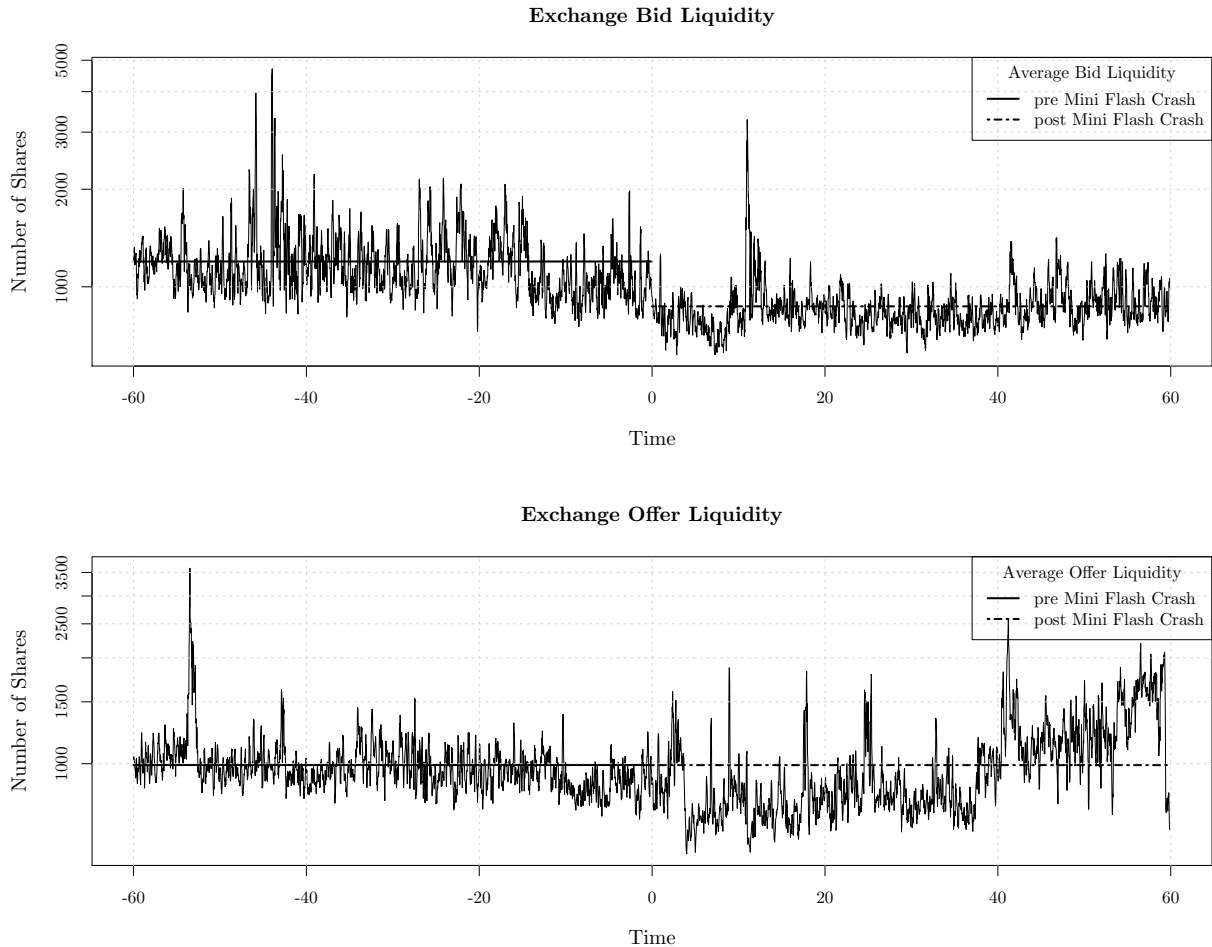 Exchange Bid Liquidity
Number of Shares
5000
3000
2000
1000
Average Bid Liquidity
pre Mini Flash Crash
post Mini Flash Crash
-60 -40 -20 0 20 40 60
Time
Exchange Offer Liquidity
Number of Shares
3500
2500
1500
1000
Average Offer Liquidity
pre Mini Flash Crash
post Mini Flash Crash
-60 -40 -20 0 20 40 60
Time